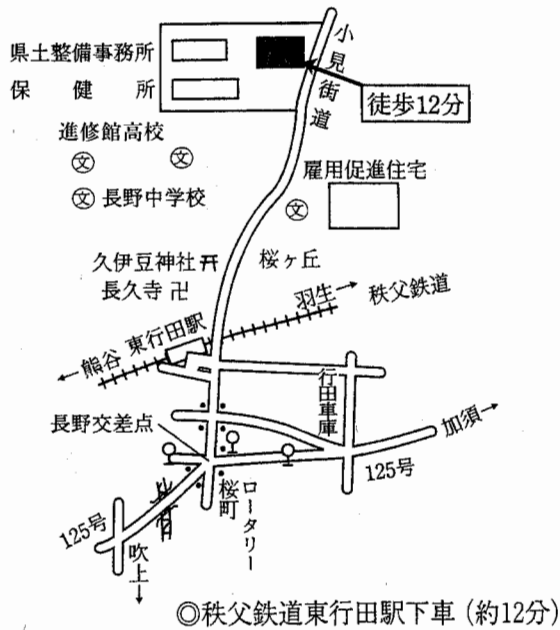 県土整備事務所
保健所
小見街道
徒歩12分
進修館高校
文
文
文 長野中学校
雇用促進住宅
文
久伊豆神社
桜ヶ丘
長久寺 卍
羽生→
秩父鉄道
←熊谷
東行田駅
行田車庫
長野交差点
加須→
125号
桜町
ロータリー
125号
吹上→
◎秩父鉄道東行田駅下車(約12分)